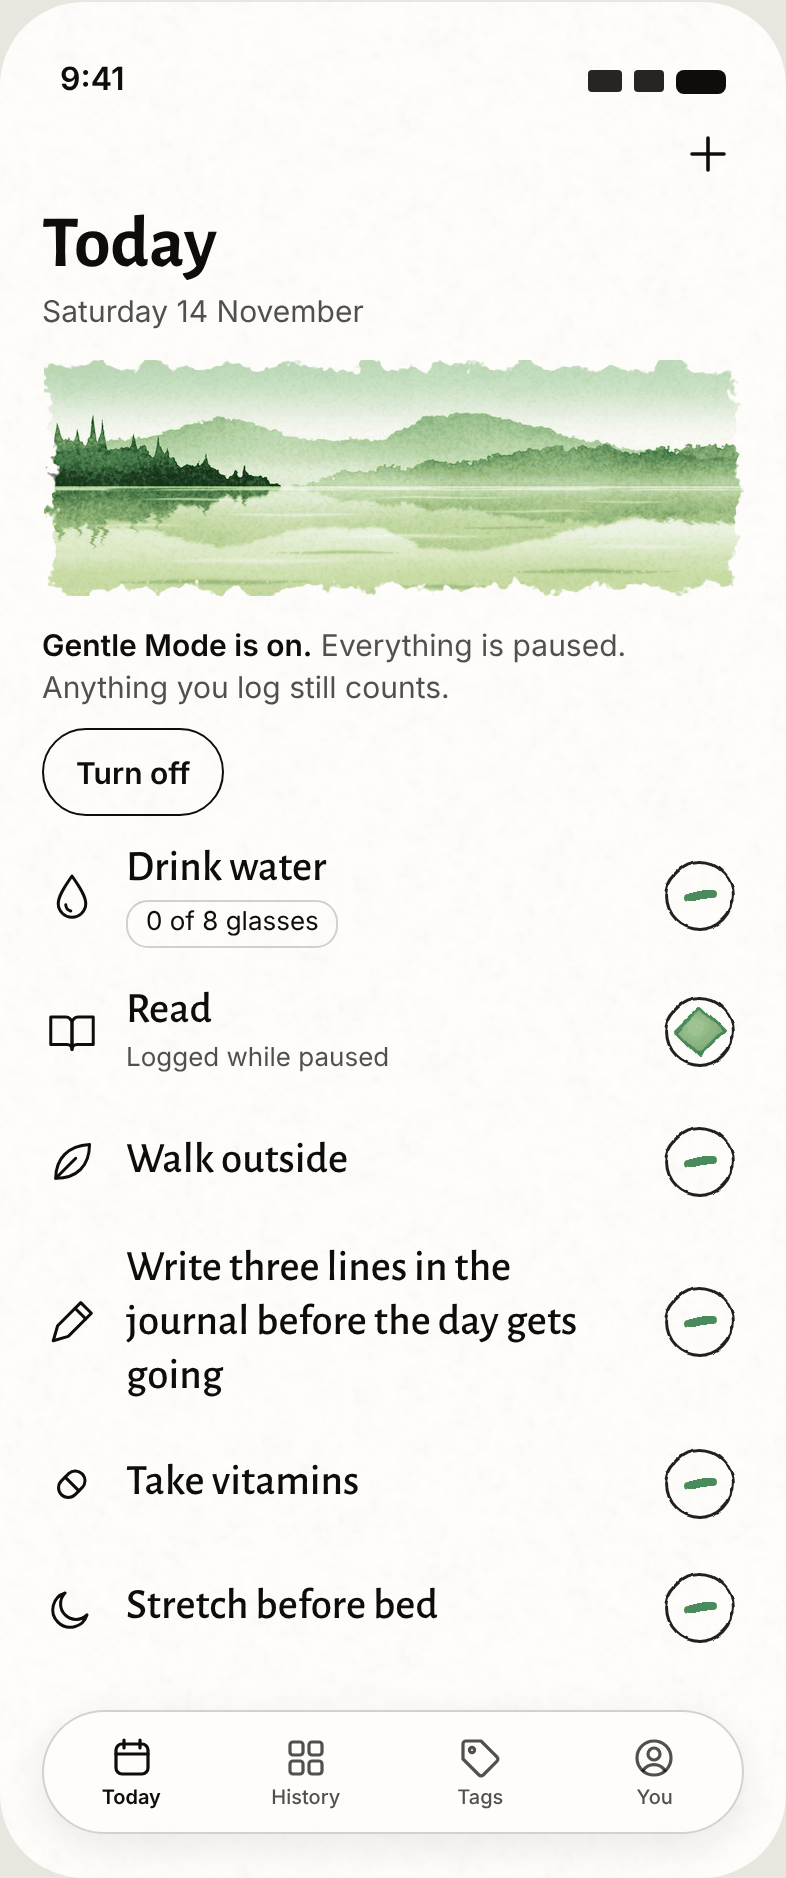 9:41
Today
Saturday 14 November
Gentle Mode is on. Everything is paused.
Anything you log still counts.
Turn off
Drink water
0 of 8 glasses
Read
Logged while paused
Walk outside
Write three lines in the
journal before the day gets
going
Take vitamins
Stretch before bed
Today
History
Tags
You